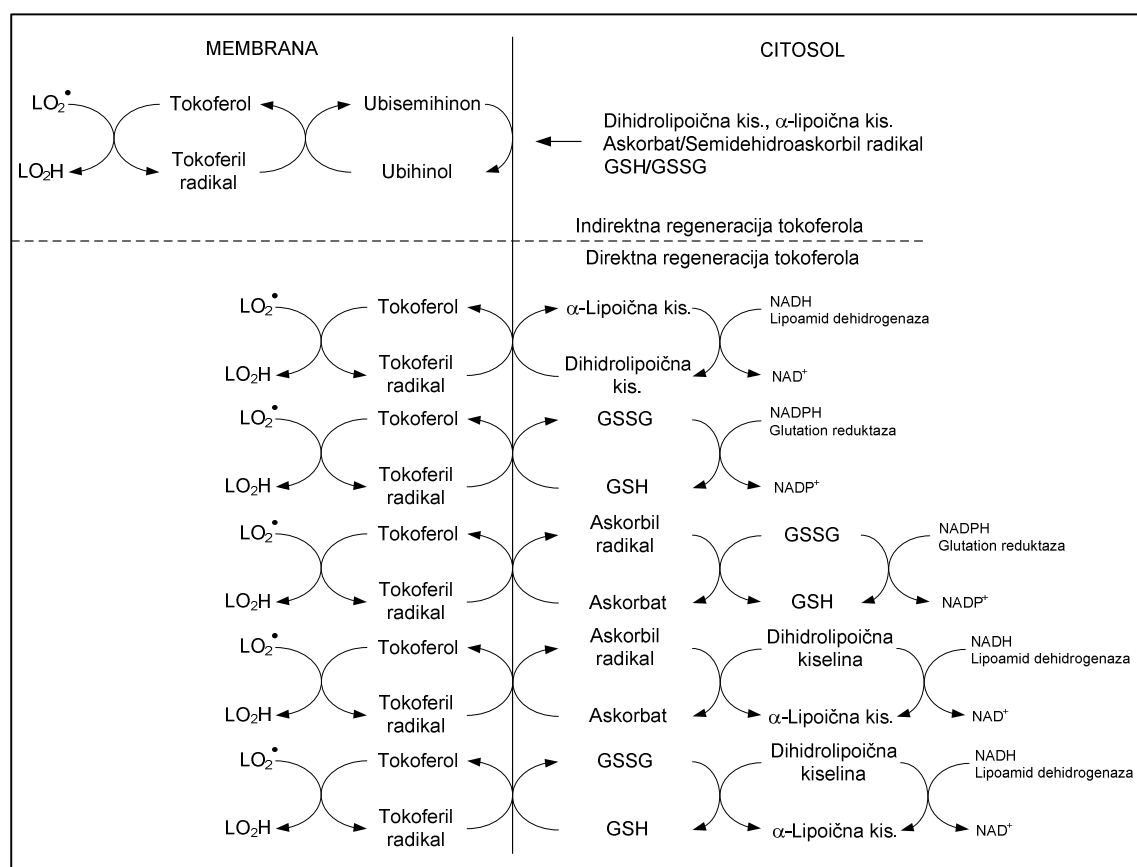 MEMBRANA
CITOSOL
LO2•
Tokoferol
Ubisemihinon
LO2H
Tokoferil
radikal
Ubihinol
Dihidrolipoična kis., α-lipoična kis.
Askorbat/Semidehidroaskorbil radikal
GSH/GSSG
Indirektna regeneracija tokoferola
Direktna regeneracija tokoferola
LO2•
Tokoferol
α-Lipoična kis.
NADH
Lipoamid dehidrogenaza
LO2H
Tokoferil
radikal
Dihidrolipoična
kis.
NAD+
LO2•
Tokoferol
GSSG
NADPH
Glutation reduktaza
LO2H
Tokoferil
radikal
GSH
NADP+
LO2•
Tokoferol
Askorbil
radikal
GSSG
NADPH
Glutation reduktaza
LO2H
Tokoferil
radikal
Askorbat
GSH
NADP+
LO2•
Tokoferol
Askorbil
radikal
Dihidrolipoična
kiselina
NADH
Lipoamid dehidrogenaza
LO2H
Tokoferil
radikal
Askorbat
α-Lipoična kis.
NAD+
LO2•
Tokoferol
GSSG
Dihidrolipoična
kiselina
NADH
Lipoamid dehidrogenaza
LO2H
Tokoferil
radikal
GSH
α-Lipoična kis.
NAD+